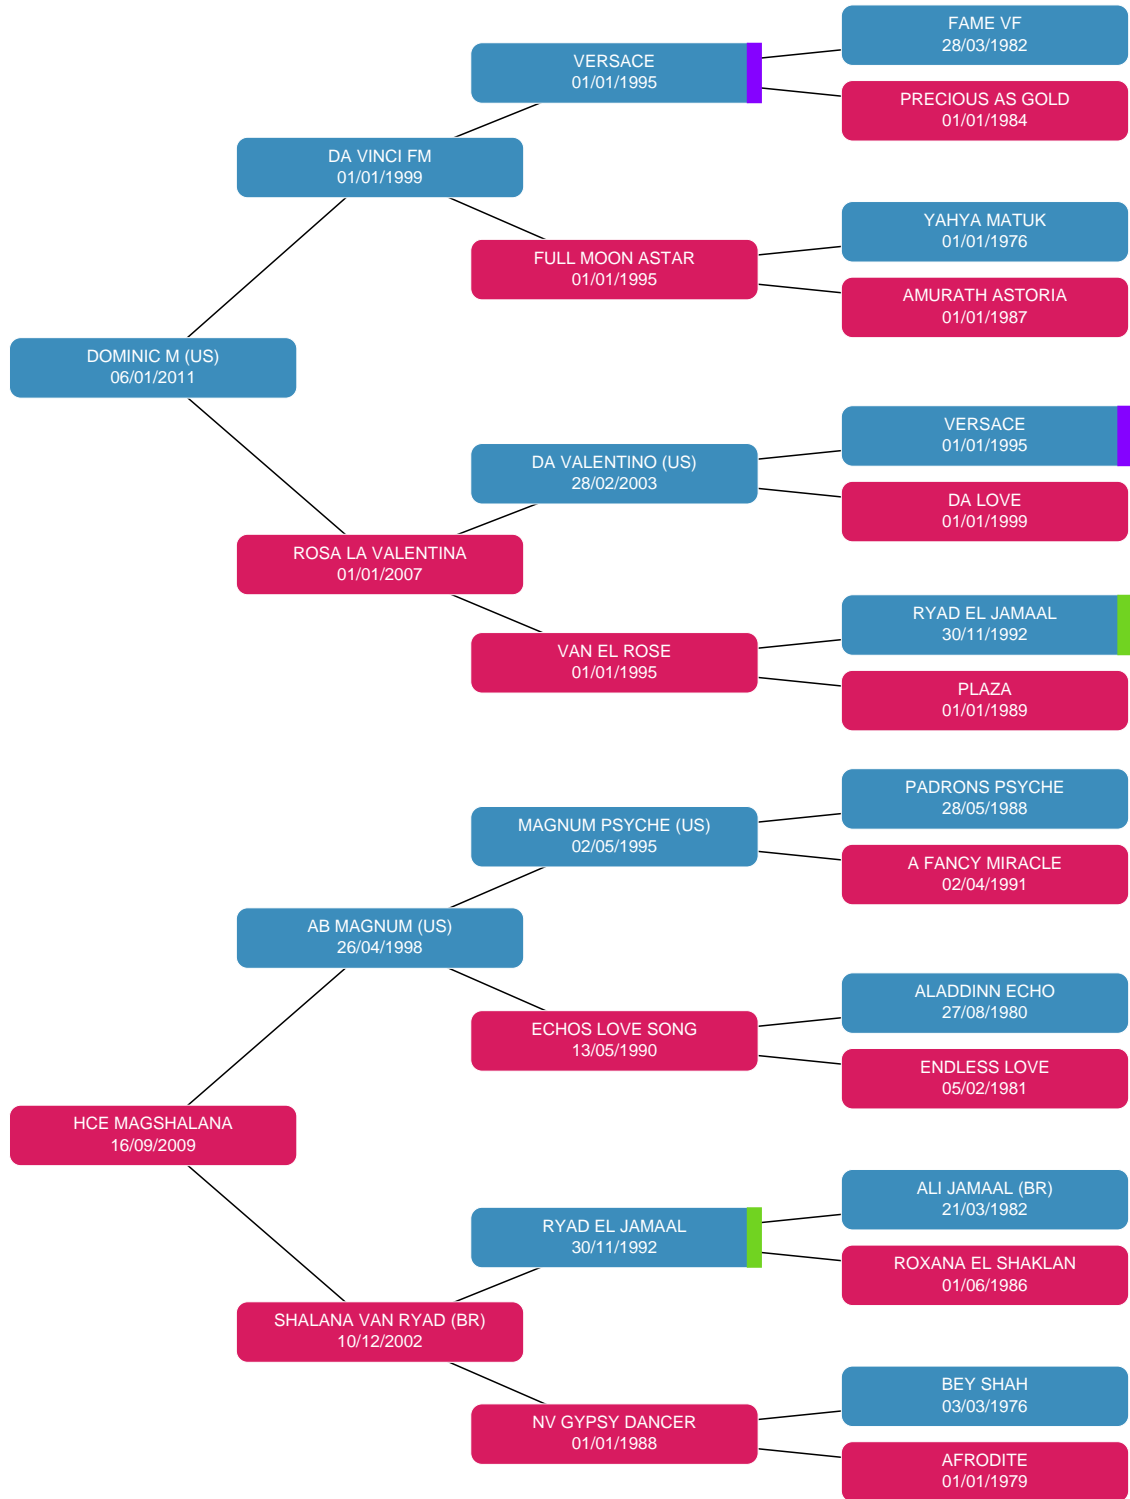 FAME VF
28/03/1982
VERSACE
01/01/1995
PRECIOUS AS GOLD
01/01/1984
DA VINCI FM
01/01/1999
YAHYA MATUK
01/01/1976
FULL MOON ASTAR
01/01/1995
AMURATH ASTORIA
01/01/1987
DOMINIC M (US)
06/01/2011
VERSACE
01/01/1995
DA VALENTINO (US)
28/02/2003
DA LOVE
01/01/1999
ROSA LA VALENTINA
01/01/2007
RYAD EL JAMAAL
30/11/1992
VAN EL ROSE
01/01/1995
PLAZA
01/01/1989
PADRONS PSYCHE
28/05/1988
MAGNUM PSYCHE (US)
02/05/1995
A FANCY MIRACLE
02/04/1991
AB MAGNUM (US)
26/04/1998
ALADDINN ECHO
27/08/1980
ECHOS LOVE SONG
13/05/1990
ENDLESS LOVE
05/02/1981
HCE MAGSHALANA
16/09/2009
ALI JAMAAL (BR)
21/03/1982
RYAD EL JAMAAL
30/11/1992
ROXANA EL SHAKLAN
01/06/1986
SHALANA VAN RYAD (BR)
10/12/2002
BEY SHAH
03/03/1976
NV GYPSY DANCER
01/01/1988
AFRODITE
01/01/1979